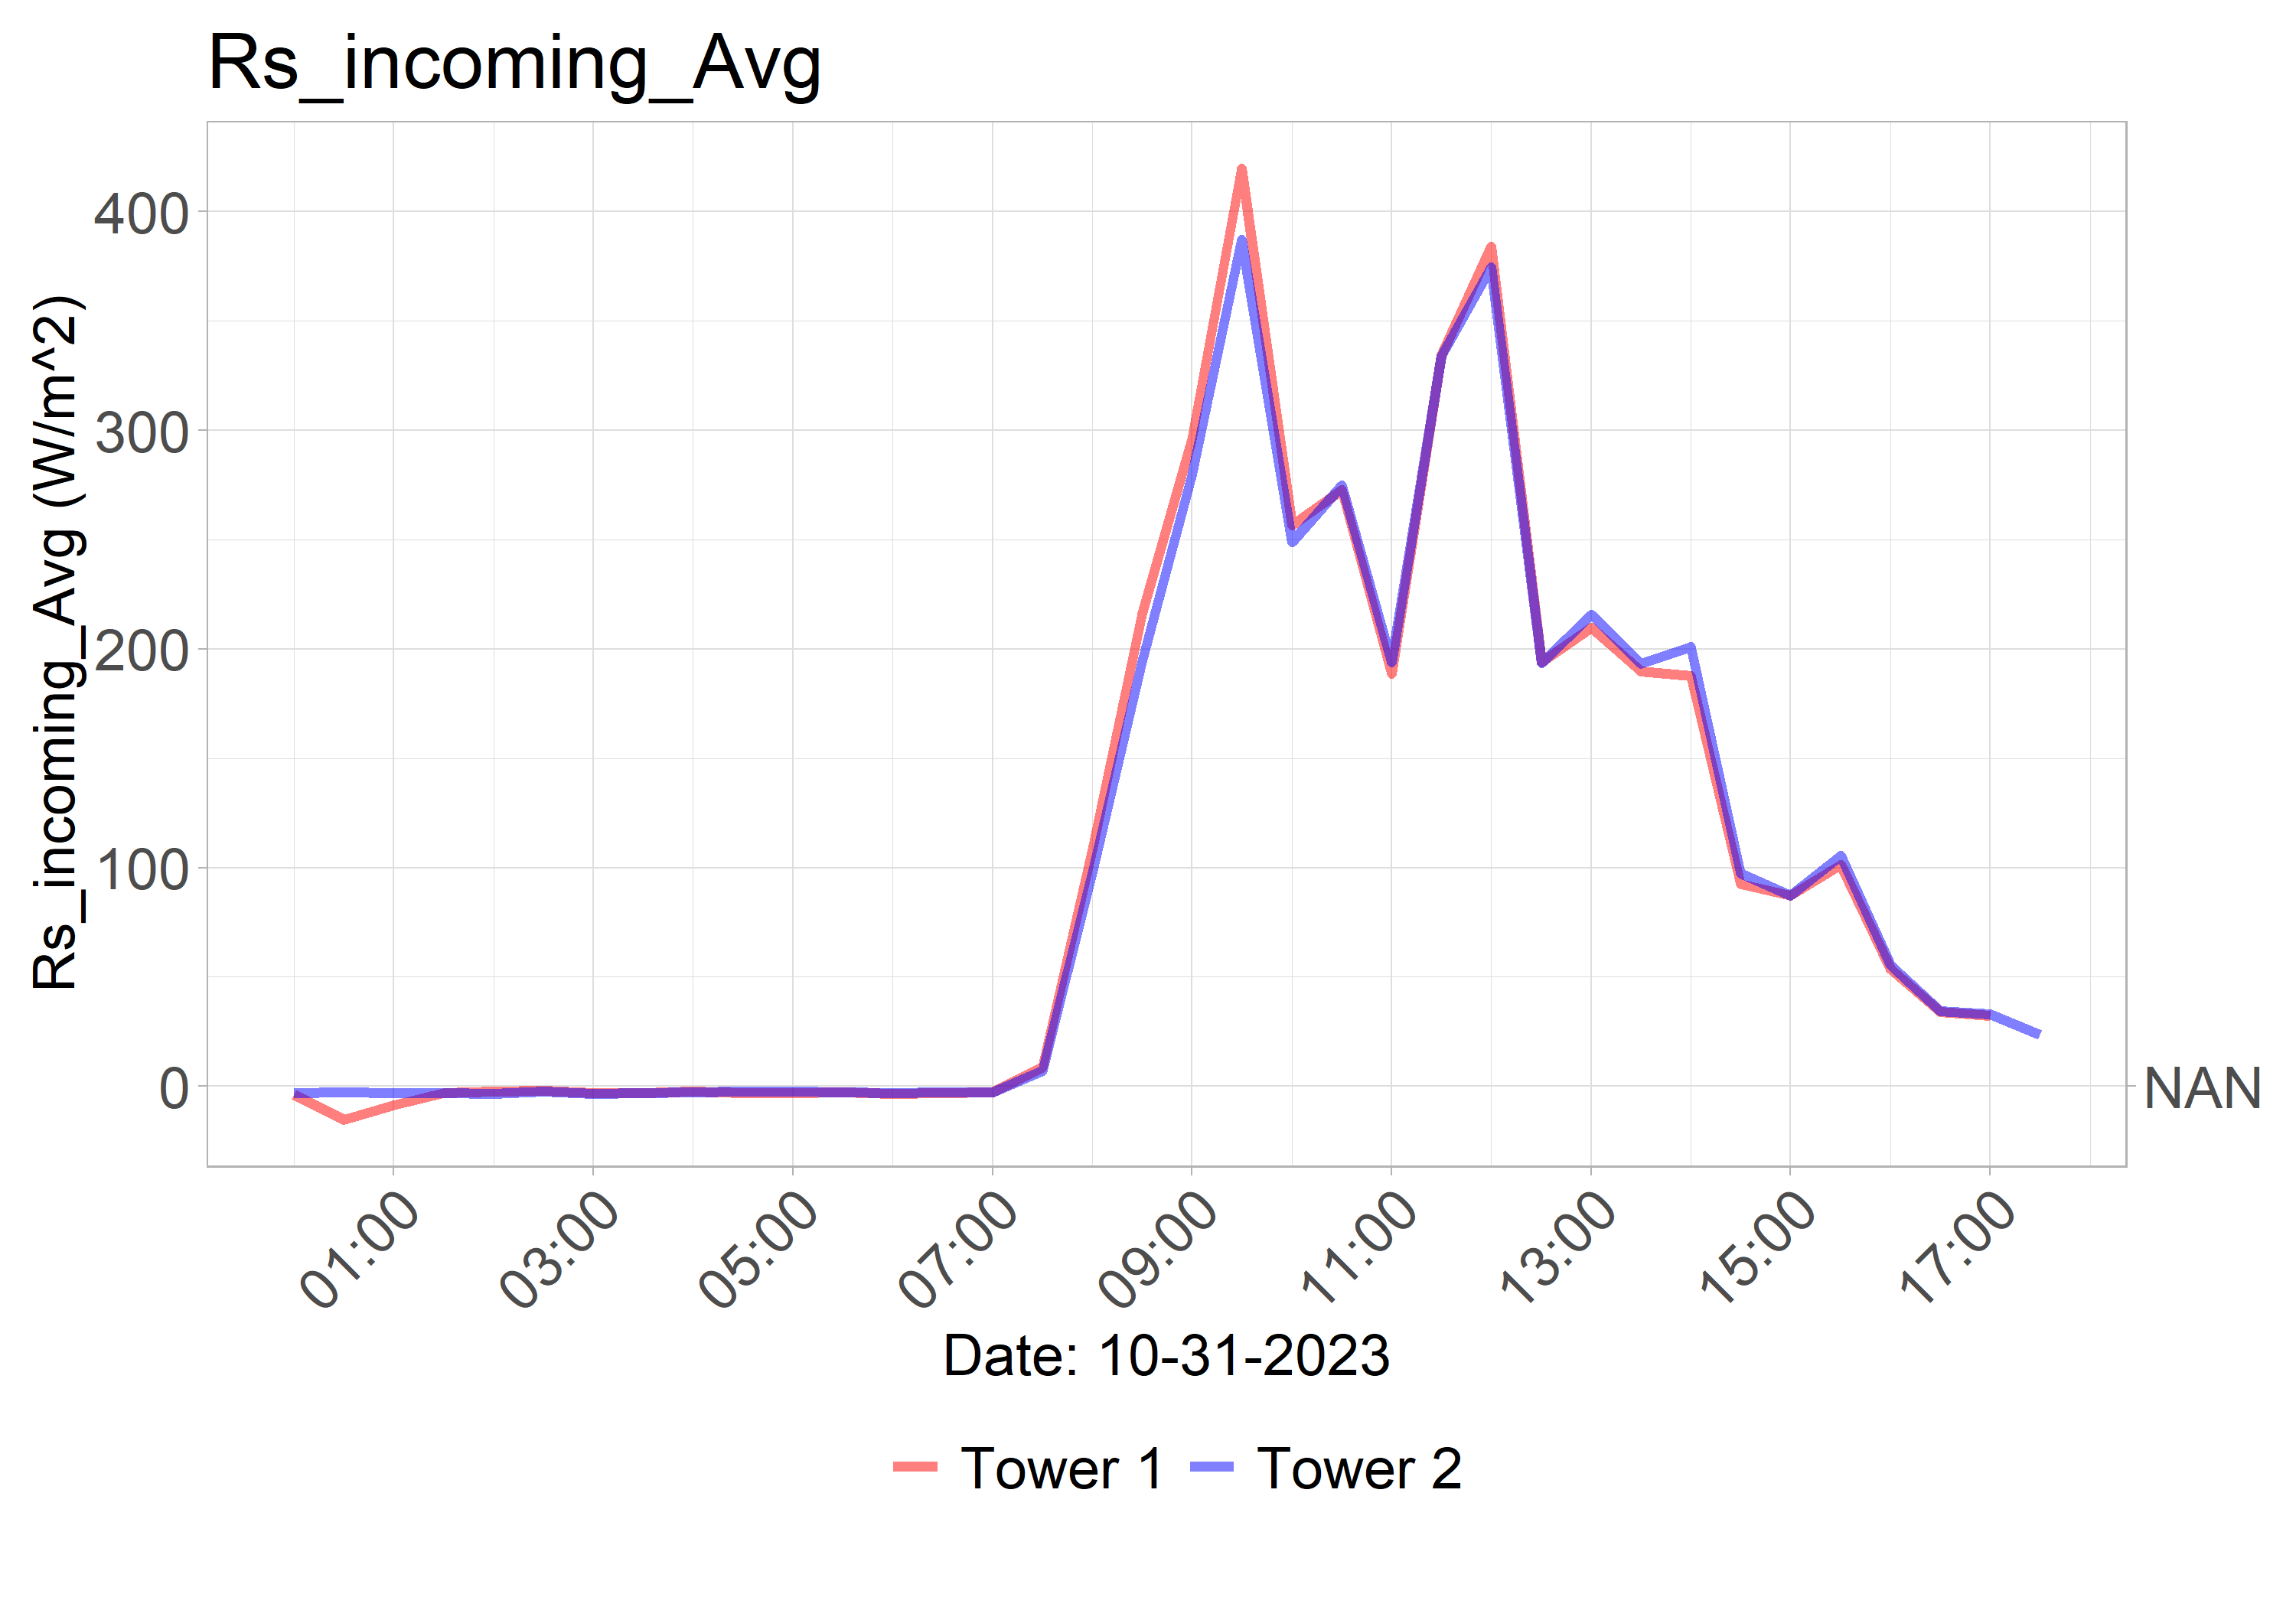 Rs_incoming_Avg
Rs_incoming_Avg (W/m^2)
400
300
200
100
0
NAN
01:00 03:00 05:00 07:00 09:00 11:00 13:00 15:00 17:00
Date: 10-31-2023
Tower 1 Tower 2